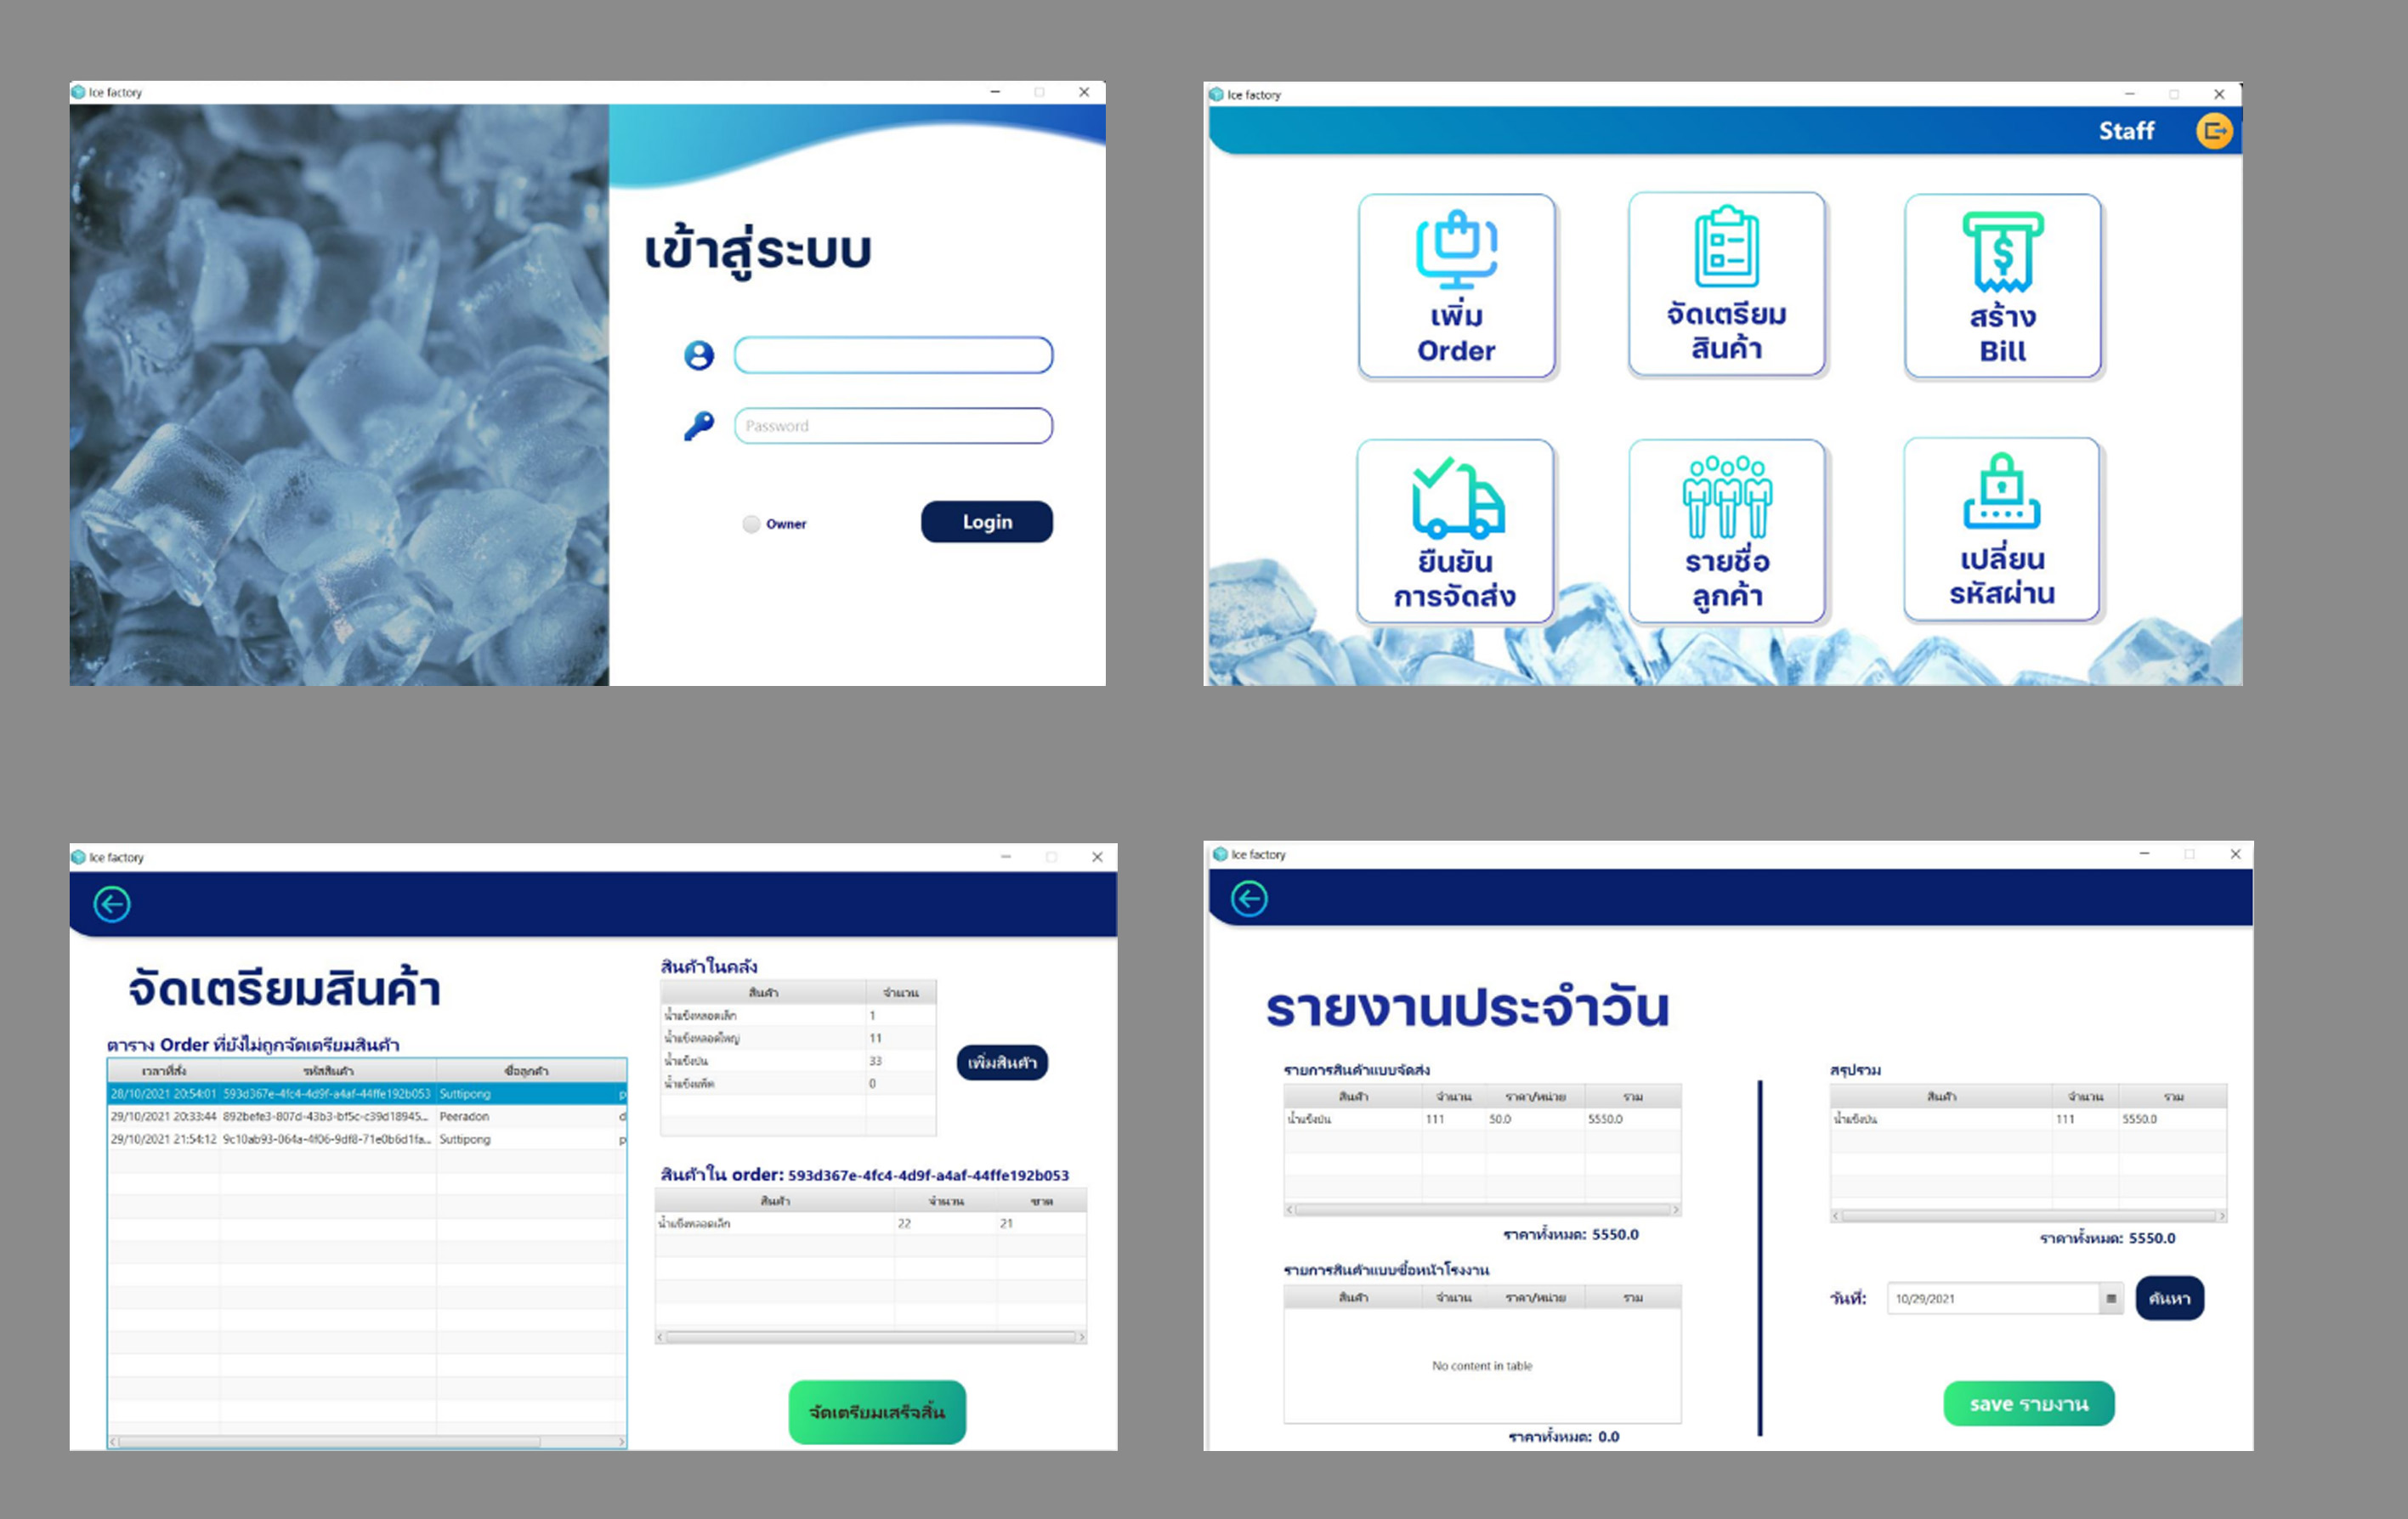 Ice factory
เข้าสู่ระบบ
Password
Owner
Login
Ice factory
Staff
เพิ่ม
Order
จัดเตรียม
สินค้า
สร้าง
Bill
ยืนยัน
การจัดส่ง
รายชื่อ
ลูกค้า
เปลี่ยน
รหัสผ่าน
Ice factory
จัดเตรียมสินค้า
ตาราง Order ที่ยังไม่ถูกจัดเตรียมสินค้า
เวลาที่สั่ง รหัสสินค้า ชื่อลูกค้า
28/10/2021 20:54:01 593d367e-4fc4-4d9f-a4af-44ffe192b053 Suttipong p
29/10/2021 20:33:44 892befe3-807d-43b3-bf5c-c39d18945... Peeradon d
29/10/2021 21:54:12 9c10ab93-064a-4f06-9df8-71e0b6d1fa... Suttipong p
สินค้าในคลัง
สินค้า จำนวน
น้ำแข็งหลอดเล็ก 1
น้ำแข็งหลอดใหญ่ 11
น้ำแข็งป่น 33
น้ำแข็งแพ็ค 0
เพิ่มสินค้า
สินค้าใน order: 593d367e-4fc4-4d9f-a4af-44ffe192b053
สินค้า จำนวน ขาด
น้ำแข็งหลอดเล็ก 22 21
จัดเตรียมเสร็จสิ้น
Ice factory
รายงานประจำวัน
รายการสินค้าแบบจัดส่ง
สินค้า จำนวน ราคา/หน่วย รวม
น้ำแข็งป่น 111 50.0 5550.0
ราคาทั้งหมด: 5550.0
รายการสินค้าแบบซื้อหน้าโรงงาน
สินค้า จำนวน ราคา/หน่วย รวม
No content in table
ราคาทั้งหมด: 0.0
สรุปรวม
สินค้า จำนวน รวม
น้ำแข็งป่น 111 5550.0
ราคาทั้งหมด: 5550.0
วันที่: 10/29/2021 ค้นหา
save รายงาน